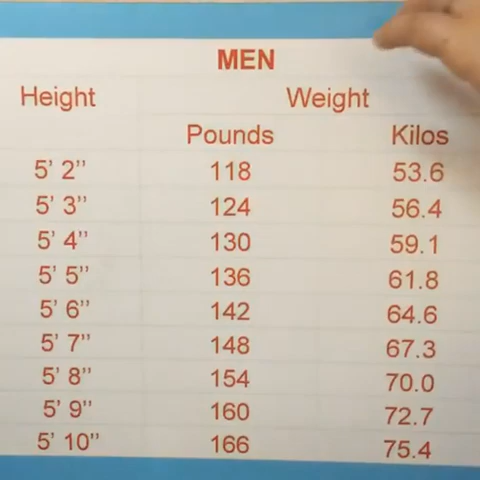 MEN
Height Weight
Pounds Kilos
5' 2" 118 53.6
5' 3" 124 56.4
5' 4" 130 59.1
5' 5" 136 61.8
5' 6" 142 64.6
5' 7" 148 67.3
5' 8" 154 70.0
5' 9" 160 72.7
5' 10" 166 75.4